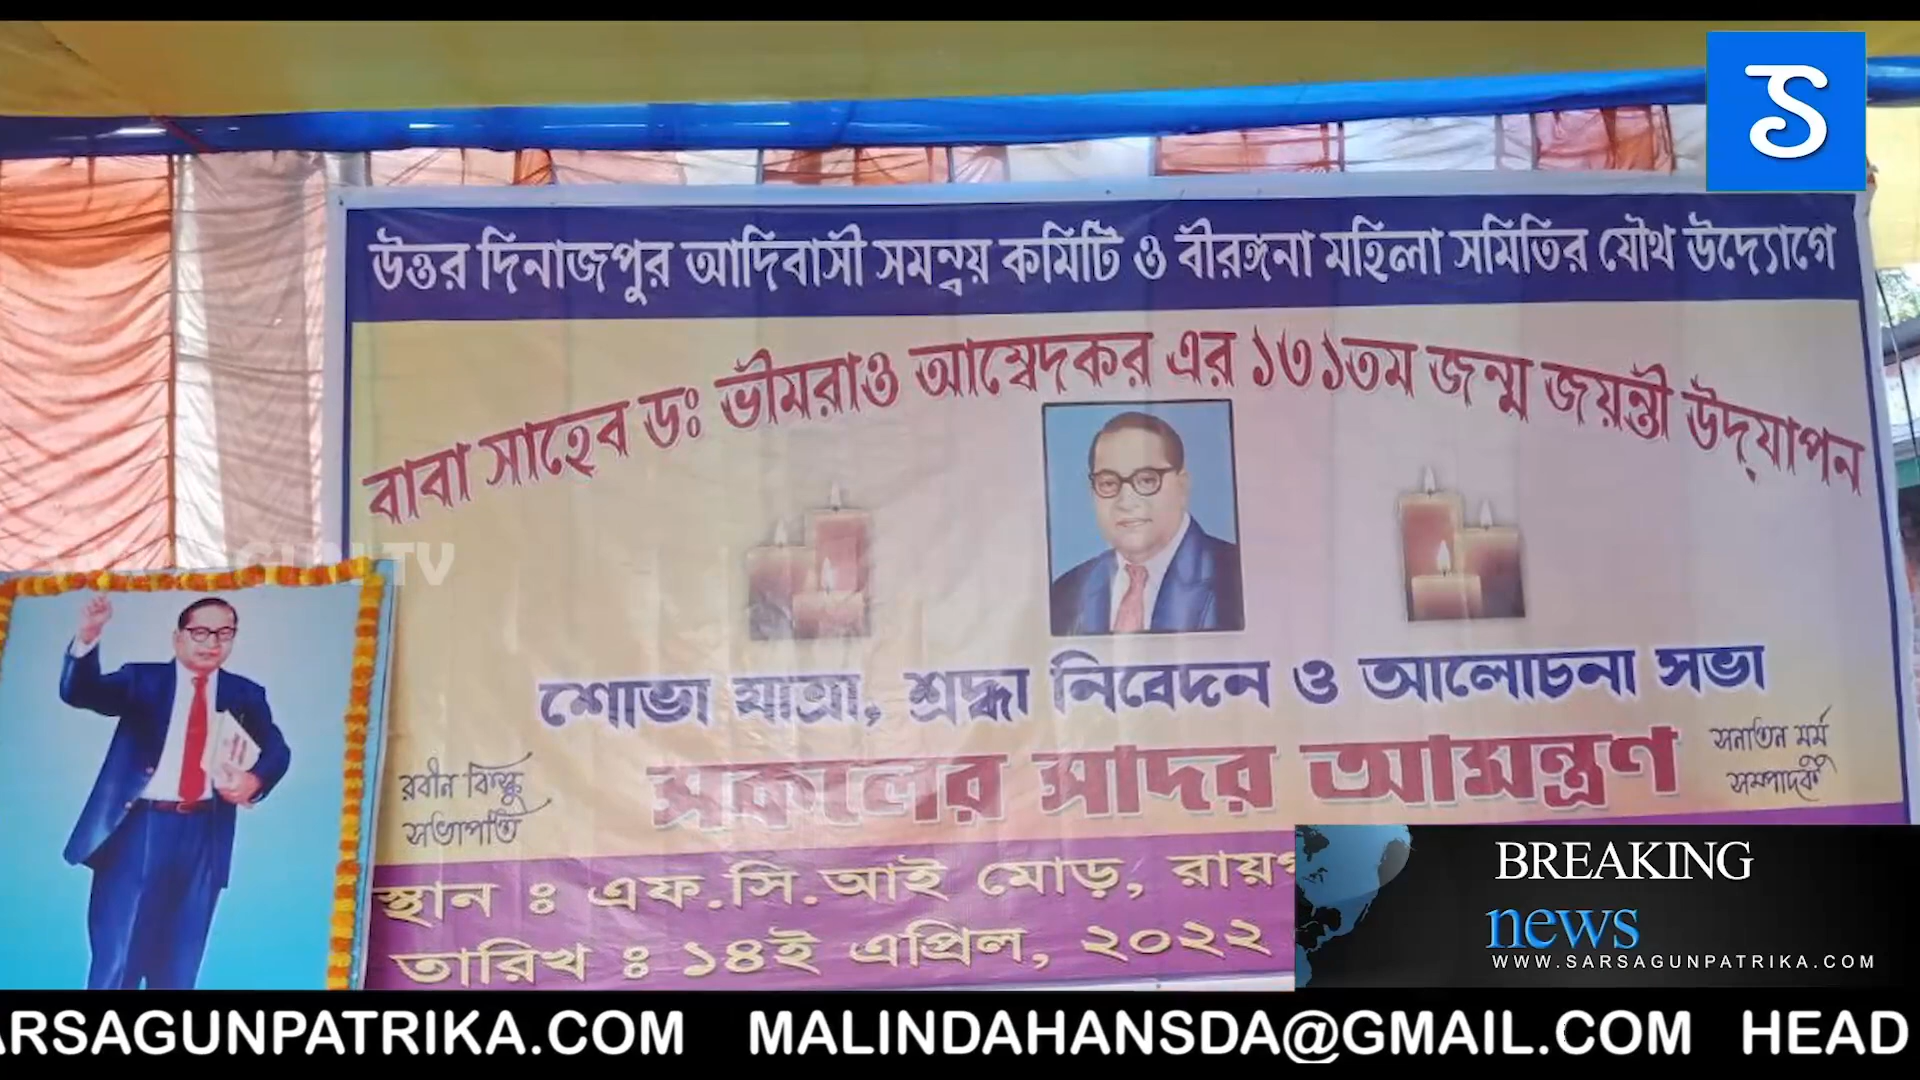 উত্তর দিনাজপুর আদিবাসী সমন্বয় কমিটি ও বীরঙ্গনা মহিলা সমিতির যৌথ উদ্যোগে
বাবা সাহেব ডঃ ভীমরাও আম্বেদকর এর ১৩১তম জন্ম জয়ন্তী উদ্‌যাপন
TV
শোভা যাত্রা, শ্রদ্ধা নিবেদন ও আলোচনা সভা
সকলের সাদর আমন্ত্রণ
রবীন কিস্কু
সভাপতি
সনাতন মুর্মু
সম্পাদক
স্থান ঃ এফ.সি.আই মোড়, রায়গ
তারিখ ঃ ১৪ই এপ্রিল, ২০২২
BREAKING
news
WWW.SARSAGUNPATRIKA.COM
ARSAGUNPATRIKA.COM MALINDAHANSDA@GMAIL.COM HEAD